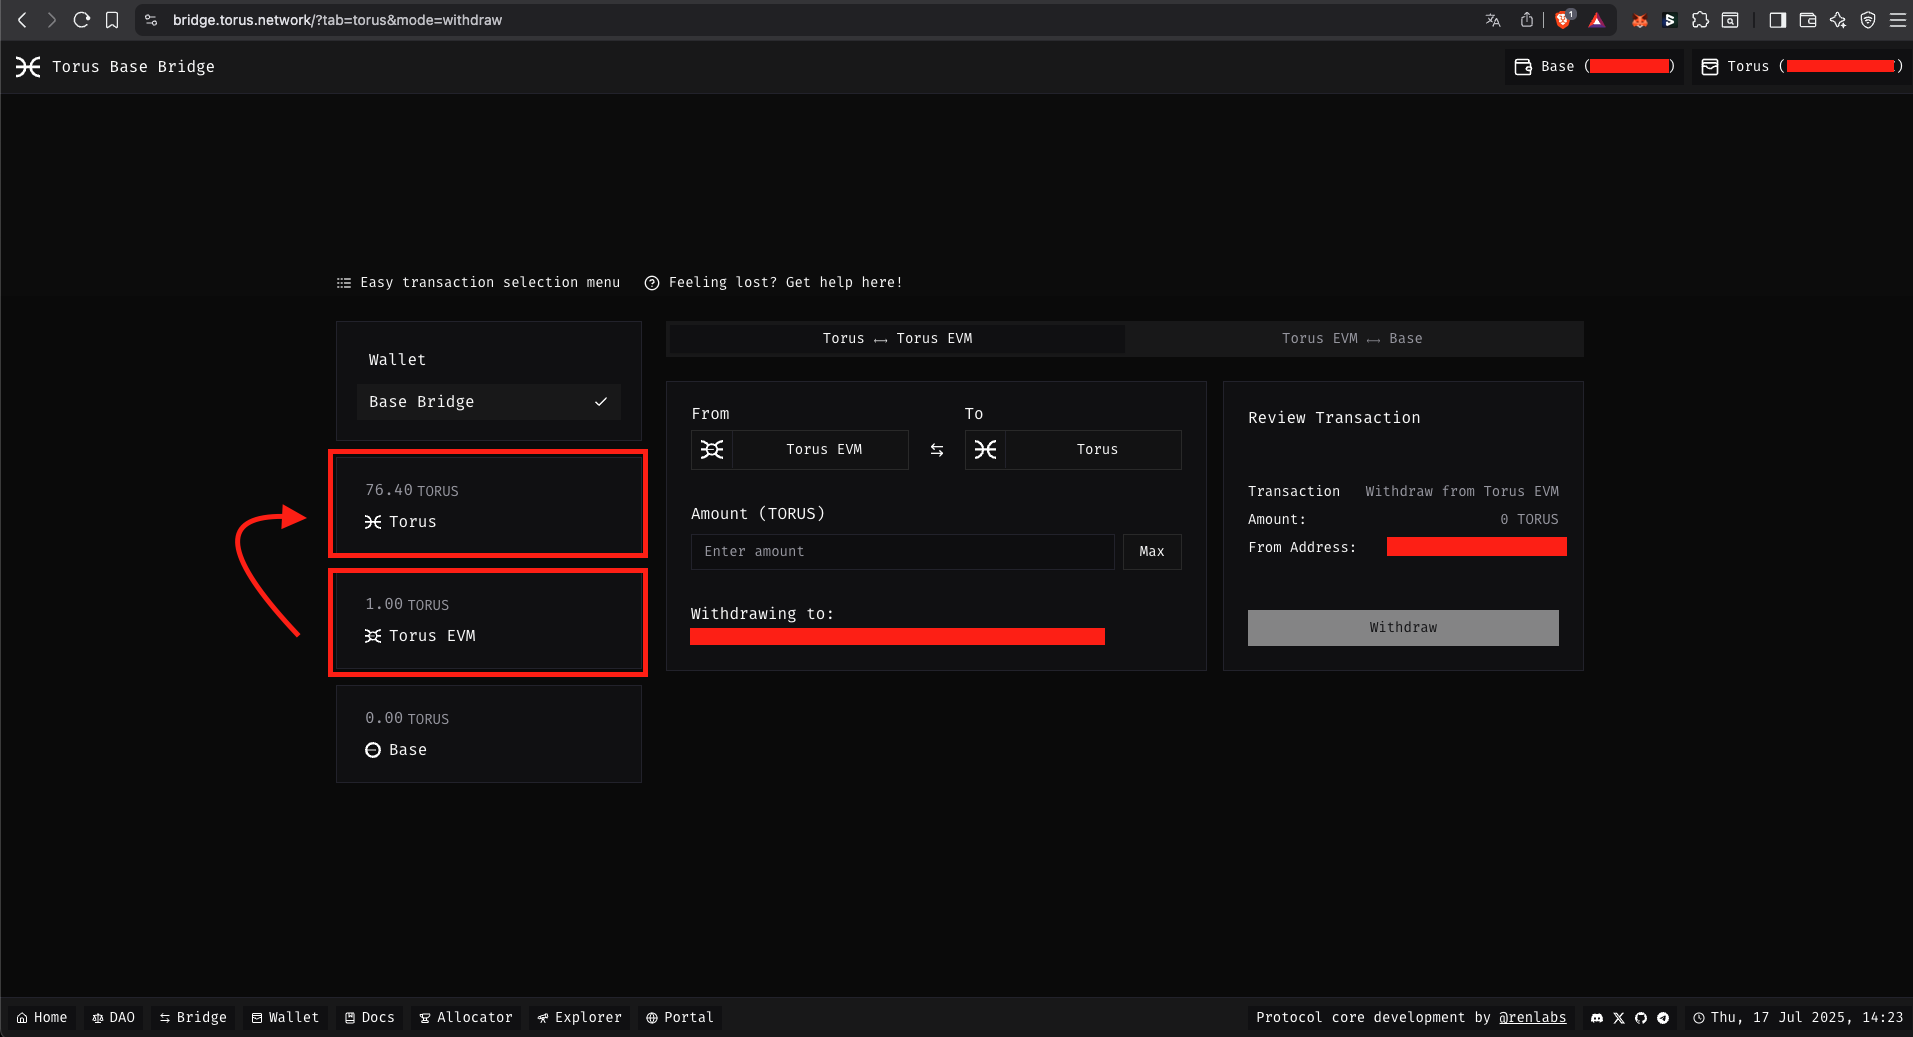 bridge.torus.network/?tab=torus&mode=withdraw
1
Torus Base Bridge
Base (
)
Torus (
)
Easy transaction selection menu
Feeling lost? Get help here!
Wallet
Base Bridge
76.40 TORUS
Torus
1.00 TORUS
Torus EVM
0.00 TORUS
Base
Torus ⟷ Torus EVM
Torus EVM ⟷ Base
From
To
Torus EVM
Torus
Amount (TORUS)
Enter amount
Max
Withdrawing to:
Review Transaction
Transaction Withdraw from Torus EVM
Amount: 0 TORUS
From Address:
Withdraw
Home
DAO
Bridge
Wallet
Docs
Allocator
Explorer
Portal
Protocol core development by @renlabs
Thu, 17 Jul 2025, 14:23